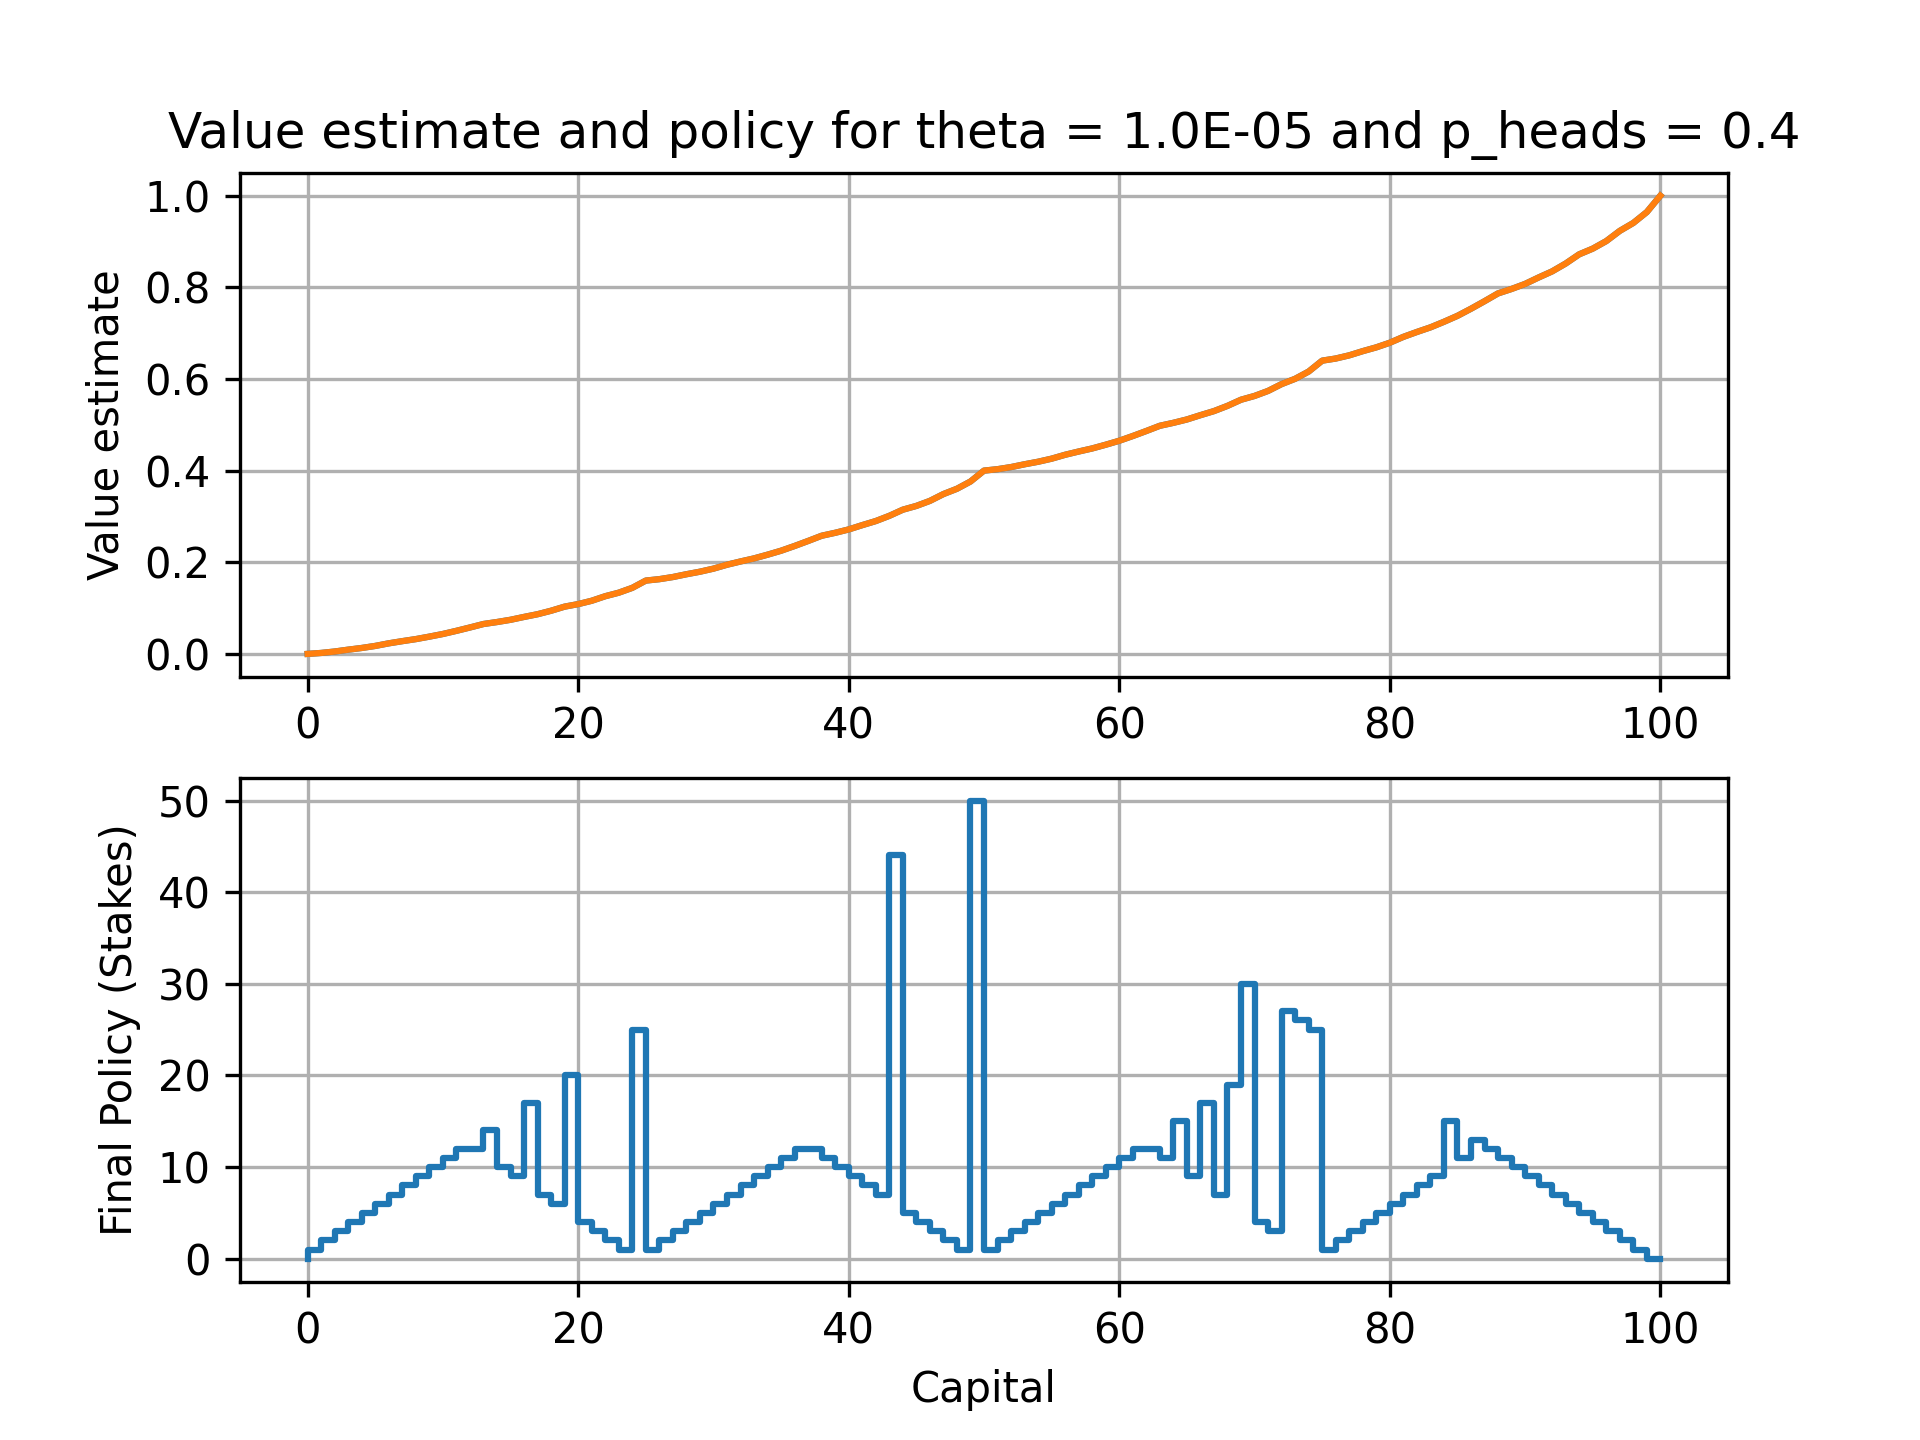 Value estimate and policy for theta = 1.0E-05 and p_heads = 0.4
Value estimate
1.0
0.8
0.6
0.4
0.2
0.0
0 20 40 60 80 100
Final Policy (Stakes)
50
40
30
20
10
0
0 20 40 60 80 100
Capital